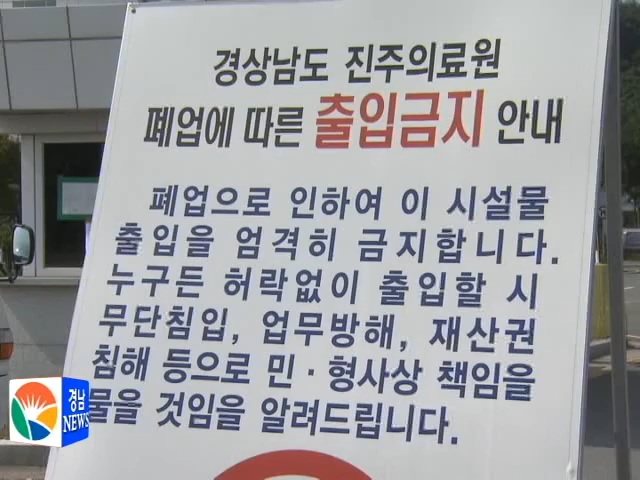 경상남도 진주의료원
폐업에 따른 출입금지 안내
폐업으로 인하여 이 시설물
출입을 엄격히 금지합니다.
누구든 허락없이 출입할 시
무단침입, 업무방해, 재산권
침해 등으로 민·형사상 책임을
물을 것임을 알려드립니다.
경남
NEWS